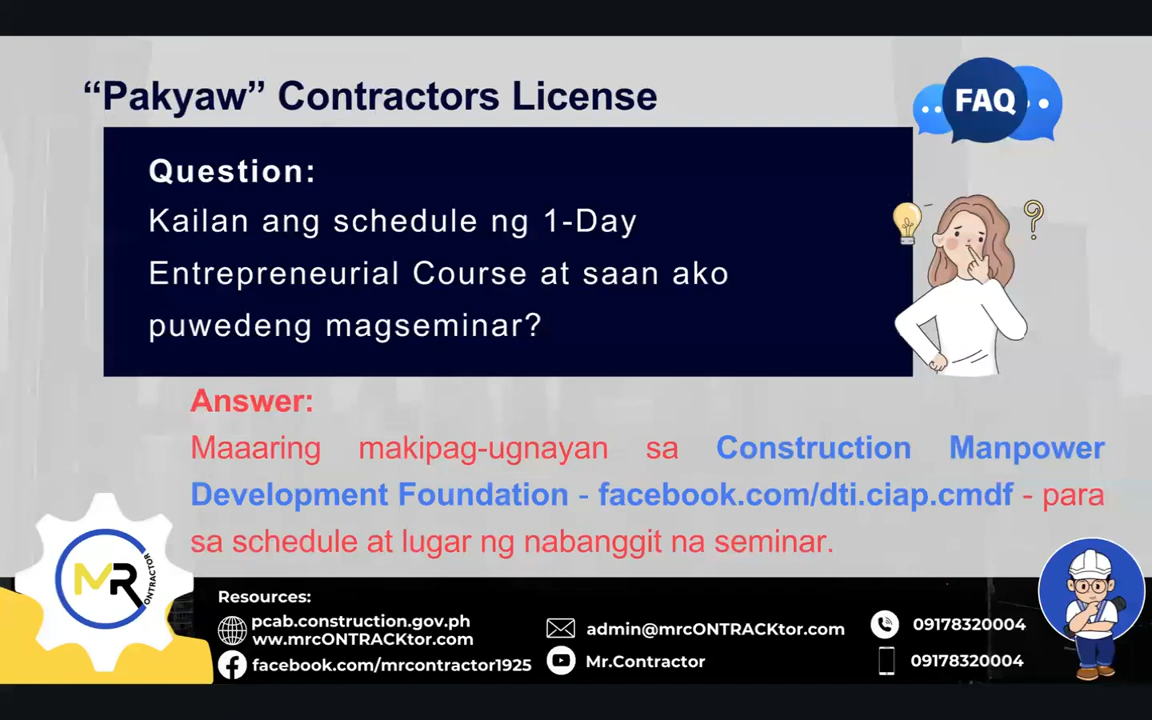 “Pakyaw” Contractors License
FAQ
Question:
Kailan ang schedule ng 1-Day
Entrepreneurial Course at saan ako
puwedeng magseminar?
Answer:
Maaaring makipag-ugnayan sa Construction Manpower
Development Foundation - facebook.com/dti.ciap.cmdf - para
sa schedule at lugar ng nabanggit na seminar.
MR
CONTRACTOR
Resources:
pcab.construction.gov.ph
ww.mrcONTRACKtor.com
facebook.com/mrcontractor1925
admin@mrcONTRACKtor.com
Mr.Contractor
09178320004
09178320004